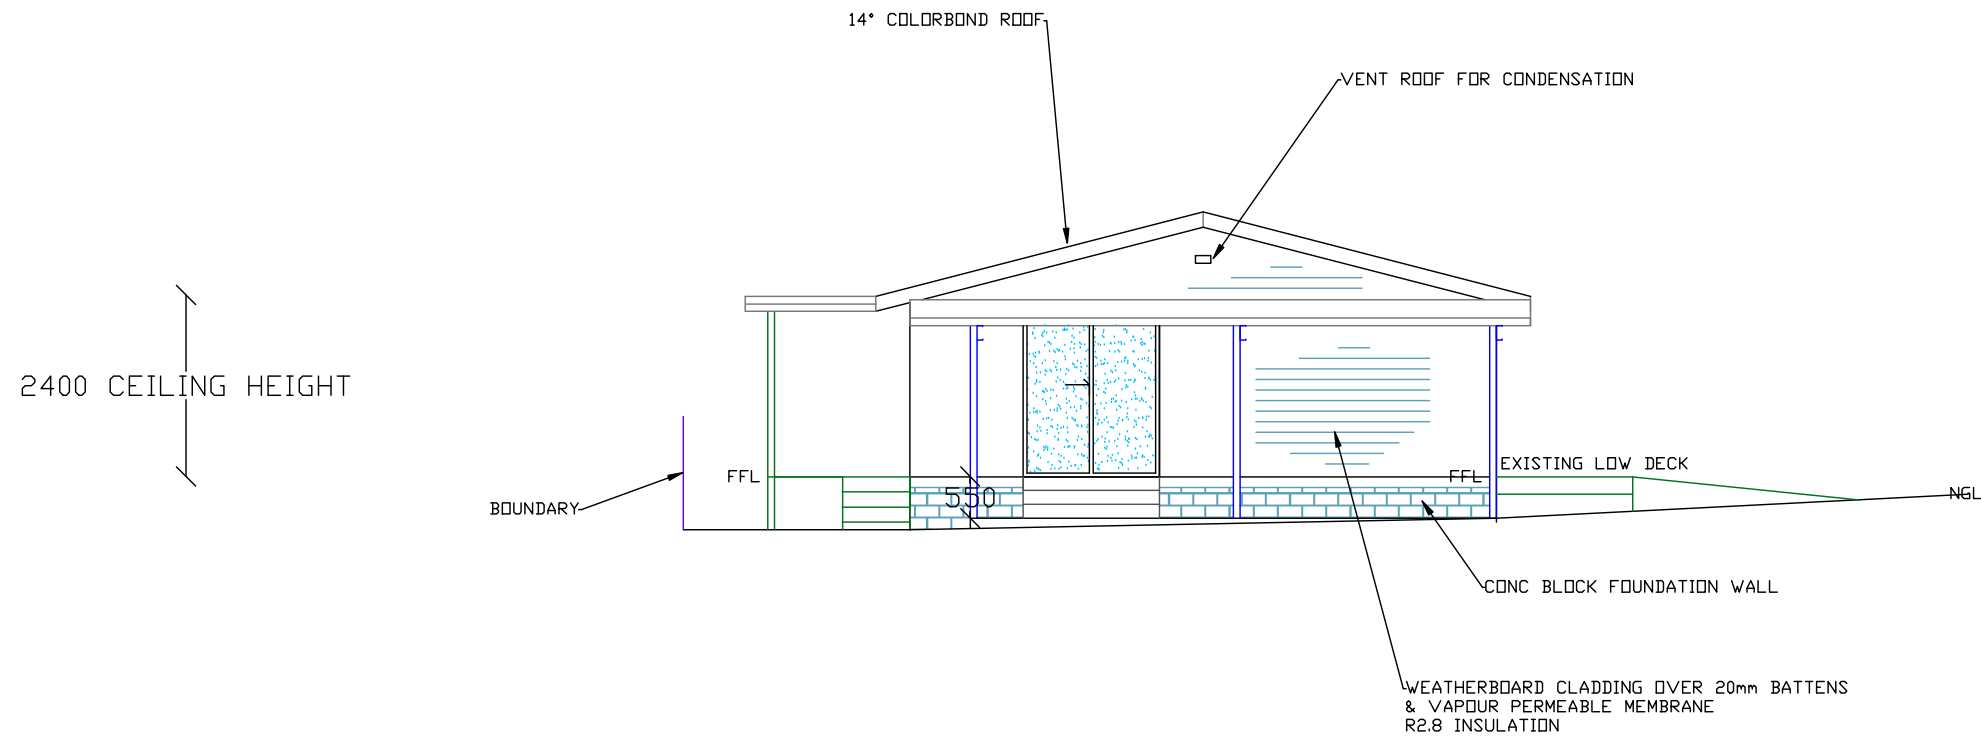 14° COLORBOND ROOF
VENT ROOF FOR CONDENSATION
2400 CEILING HEIGHT
FFL
FFL
EXISTING LOW DECK
550
NGL
BOUNDARY
CONC BLOCK FOUNDATION WALL
WEATHERBOARD CLADDING OVER 20mm BATTENS
& VAPOUR PERMEABLE MEMBRANE
R2.8 INSULATION